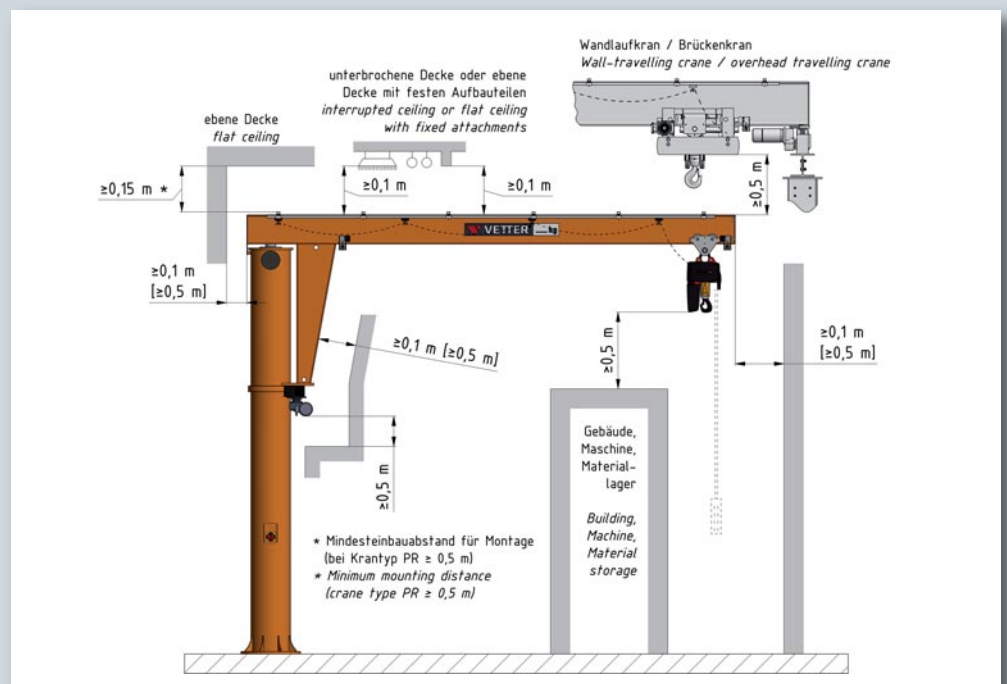 Wandlaufkran / Brückenkran
Wall-travelling crane / overhead travelling crane
unterbrochene Decke oder ebene
Decke mit festen Aufbauteilen
interrupted ceiling or flat ceiling
with fixed attachments
ebene Decke
flat ceiling
≥0,15 m *
≥0,1 m
≥0,1 m
≥0,5 m
VETTER
kg
≥0,1 m
[≥0,5 m]
≥0,1 m [≥0,5 m]
≥0,5 m
≥0,1 m
[≥0,5 m]
≥0,5 m
Gebäude,
Maschine,
Material-
lager
Building,
Machine,
Material
storage
* Mindesteinbauabstand für Montage
(bei Krantyp PR ≥ 0,5 m)
* Minimum mounting distance
(crane type PR ≥ 0,5 m)